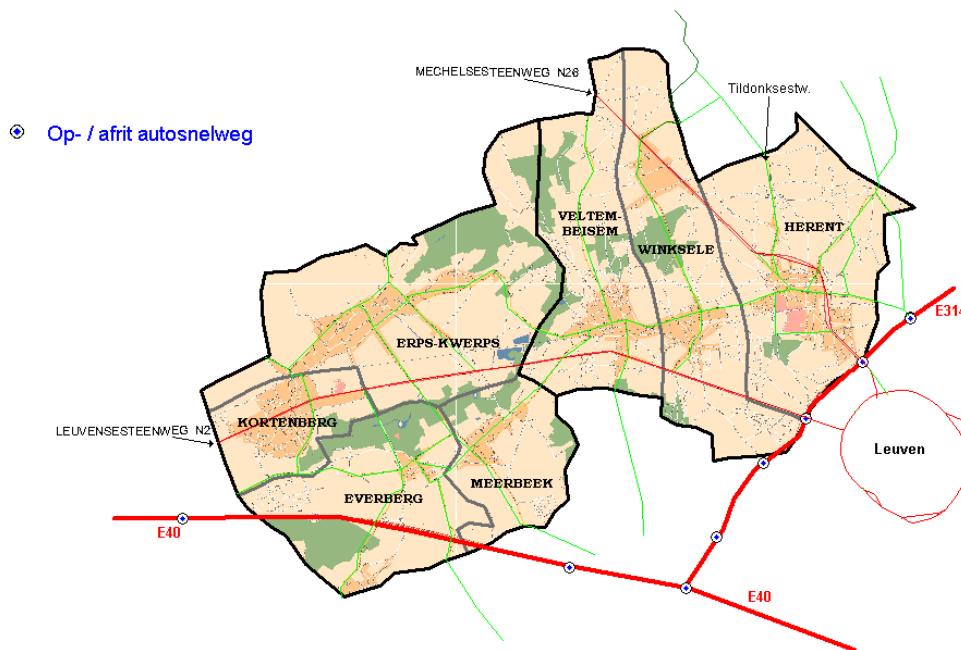 MECHELSESTEENWEG N26
Tildonksestw.
Op- / afrit autosnelweg
VELTEM-
BEISEM
HERENT
WINKSELE
E314
ERPS-KWERPS
KORTENBERG
LEUVENSESTEENWEG N2
Leuven
MEERBEEK
EVERBERG
E40
E40